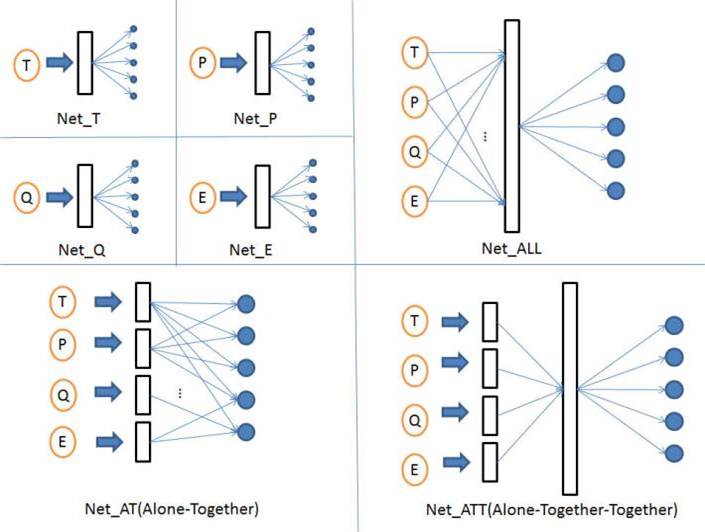 T
Net_T
P
Net_P
Q
Net_Q
E
Net_E
T
P
Q
E
...
Net_ALL
T
P
Q
E
...
Net_AT(Alone-Together)
T
P
Q
E
Net_ATT(Alone-Together-Together)